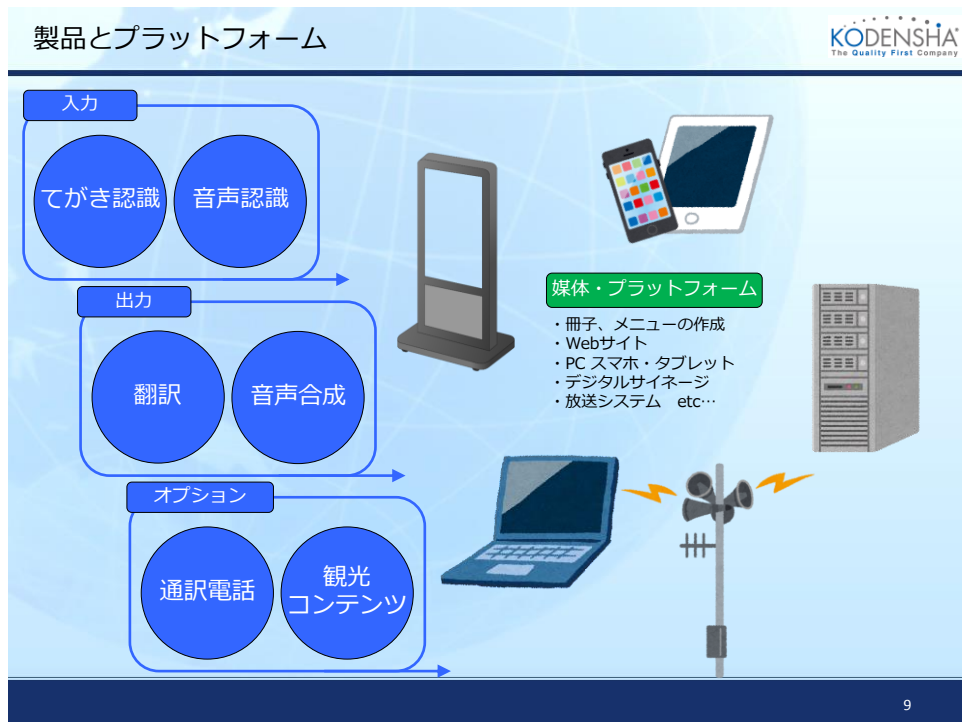 製品とプラットフォーム
KODENSHA
The Quality First Company
入力
てがき認識
音声認識
出力
翻訳
音声合成
オプション
通訳電話
観光
コンテンツ
媒体・プラットフォーム
・冊子、メニューの作成
・Webサイト
・PC スマホ・タブレット
・デジタルサイネージ
・放送システム　etc…
9